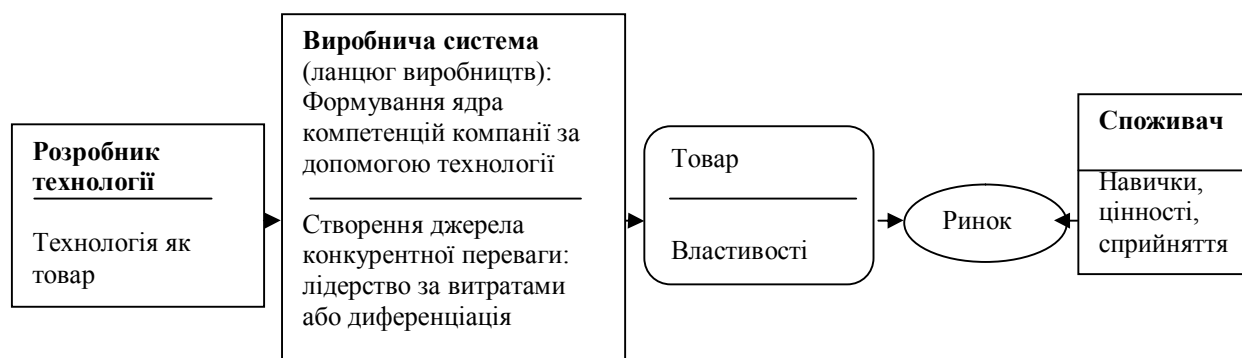 Розробник
технології
Технологія як
товар
Виробнича система
(ланцюг виробництв):
Формування ядра
компетенцій компанії за
допомогою технології
Створення джерела
конкурентної переваги:
лідерство за витратами
або диференціація
Товар
Властивості
Ринок
Споживач
Навички,
цінності,
сприйняття